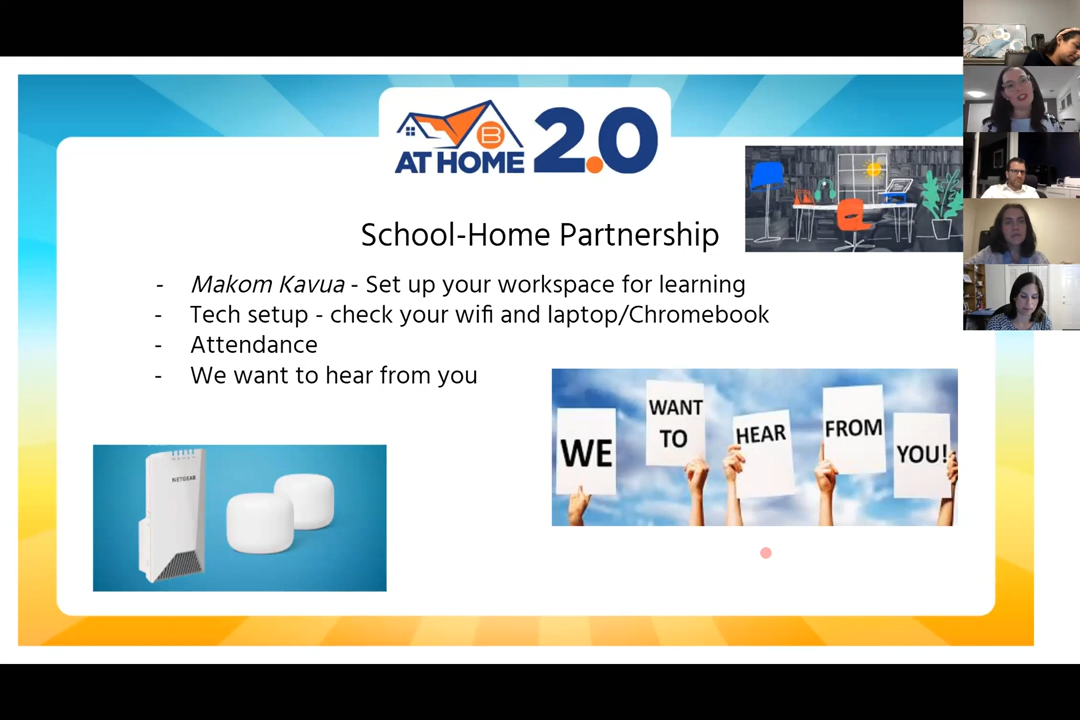 B
AT HOME 2.0
School-Home Partnership
- Makom Kavua - Set up your workspace for learning
- Tech setup - check your wifi and laptop/Chromebook
- Attendance
- We want to hear from you
WE WANT TO HEAR FROM YOU!
NETGEAR